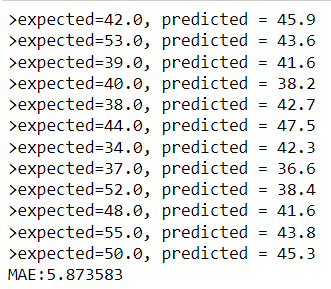 >expected=42.0, predicted = 45.9
>expected=53.0, predicted = 43.6
>expected=39.0, predicted = 41.6
>expected=40.0, predicted = 38.2
>expected=38.0, predicted = 42.7
>expected=44.0, predicted = 47.5
>expected=34.0, predicted = 42.3
>expected=37.0, predicted = 36.6
>expected=52.0, predicted = 38.4
>expected=48.0, predicted = 41.6
>expected=55.0, predicted = 43.8
>expected=50.0, predicted = 45.3
MAE:5.873583